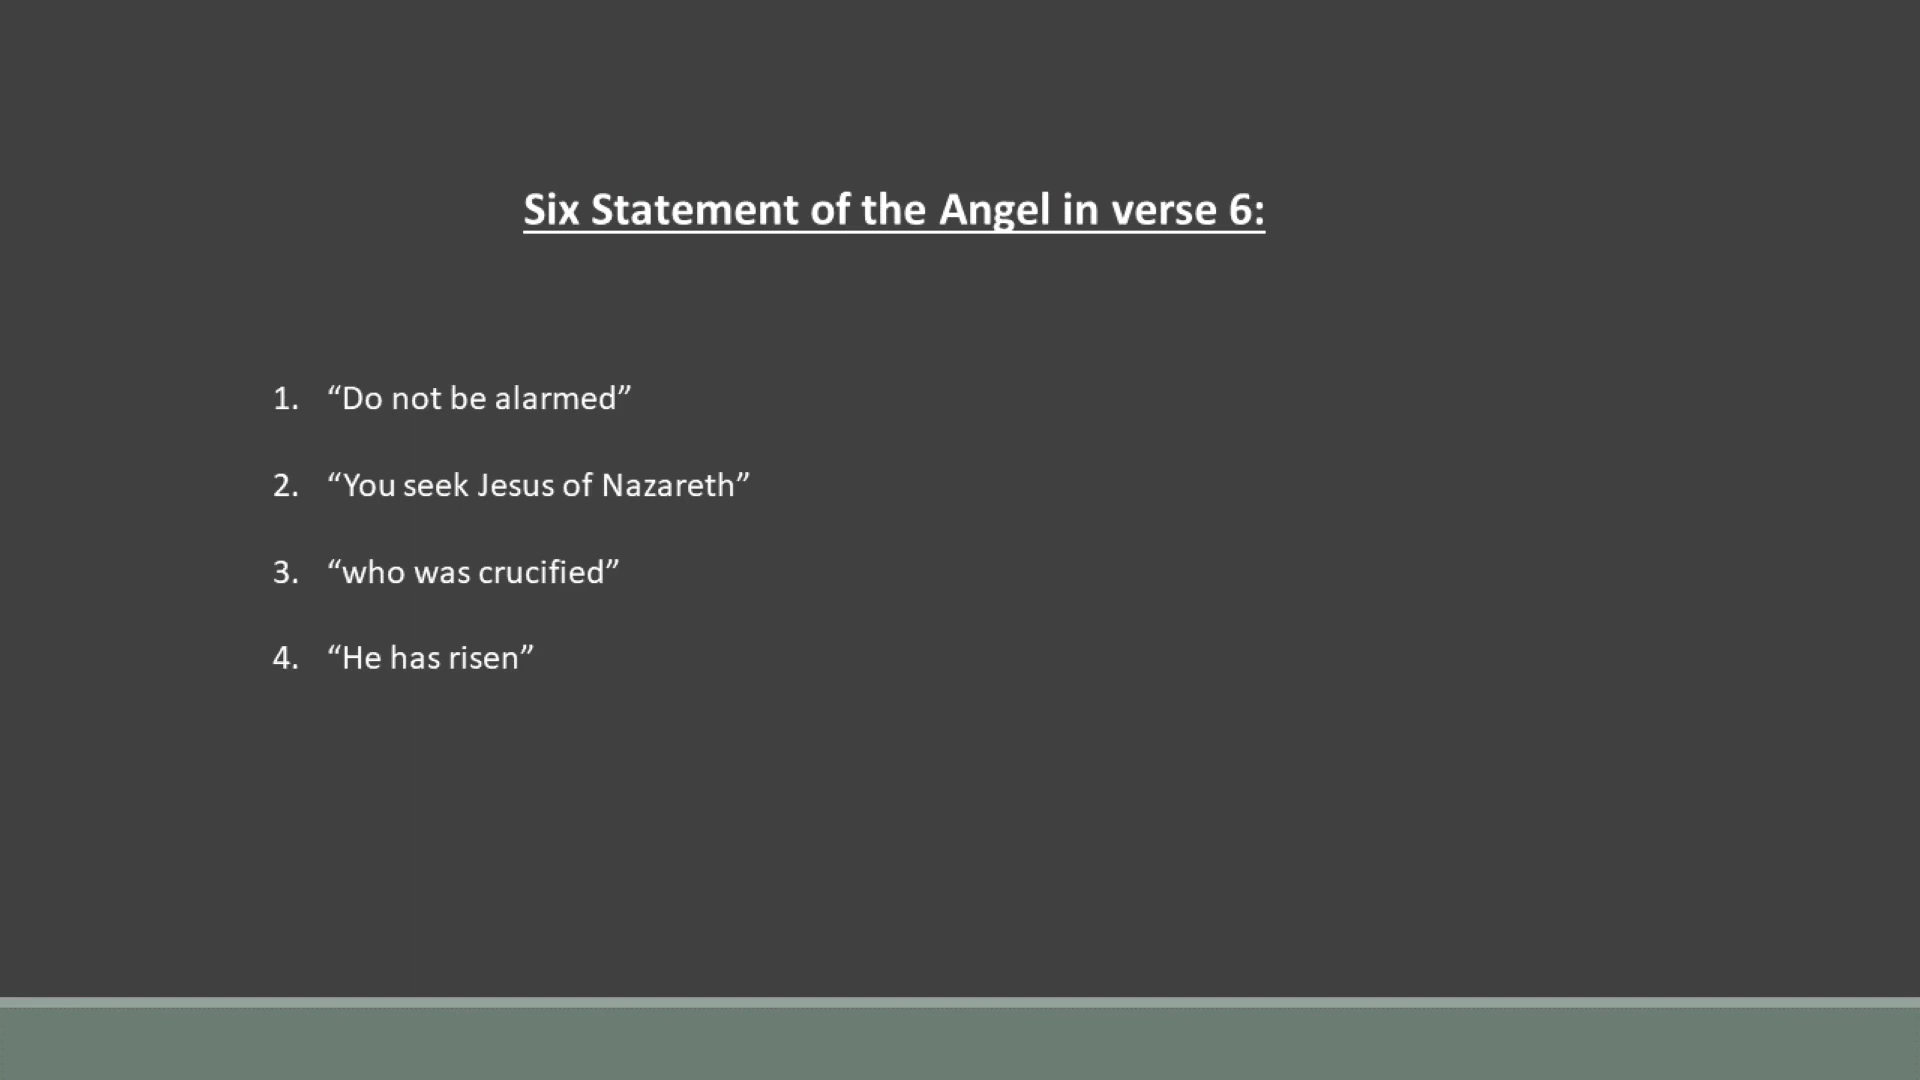 Six Statement of the Angel in verse 6:
1. “Do not be alarmed”
2. “You seek Jesus of Nazareth”
3. “who was crucified”
4. “He has risen”